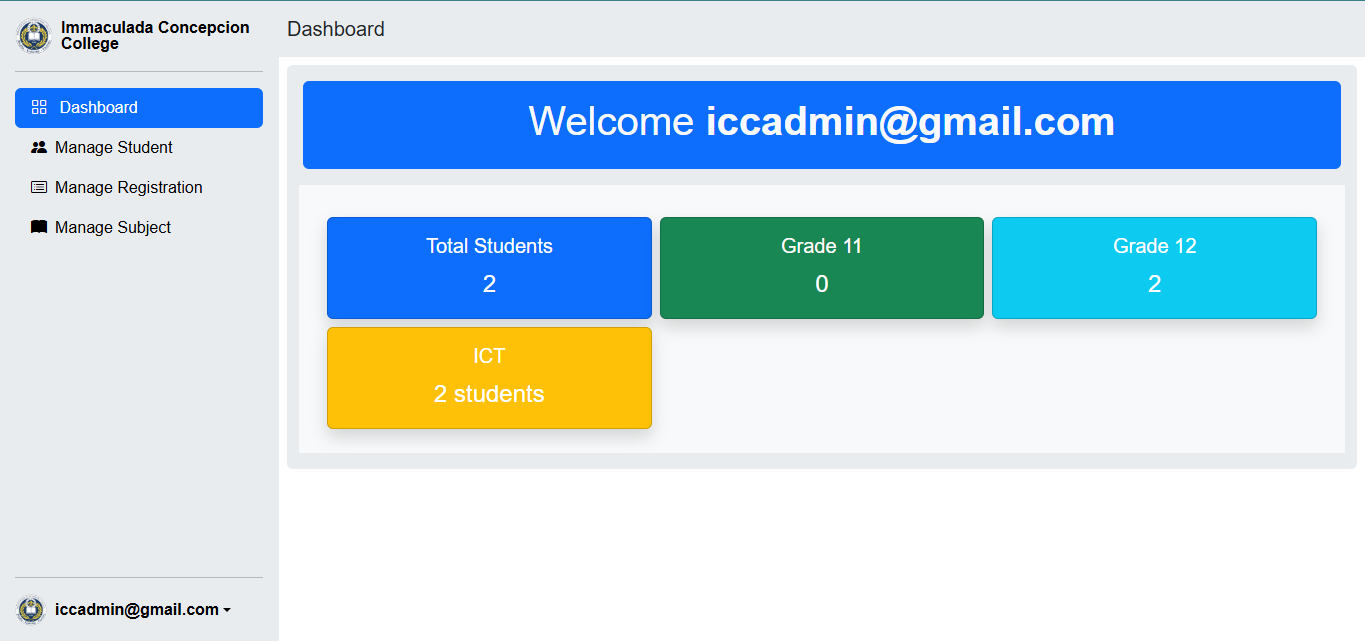 Immaculada Concepcion
College
Dashboard
Manage Student
Manage Registration
Manage Subject
iccadmin@gmail.com
Dashboard
Welcome iccadmin@gmail.com
Total Students
2
Grade 11
0
Grade 12
2
ICT
2 students